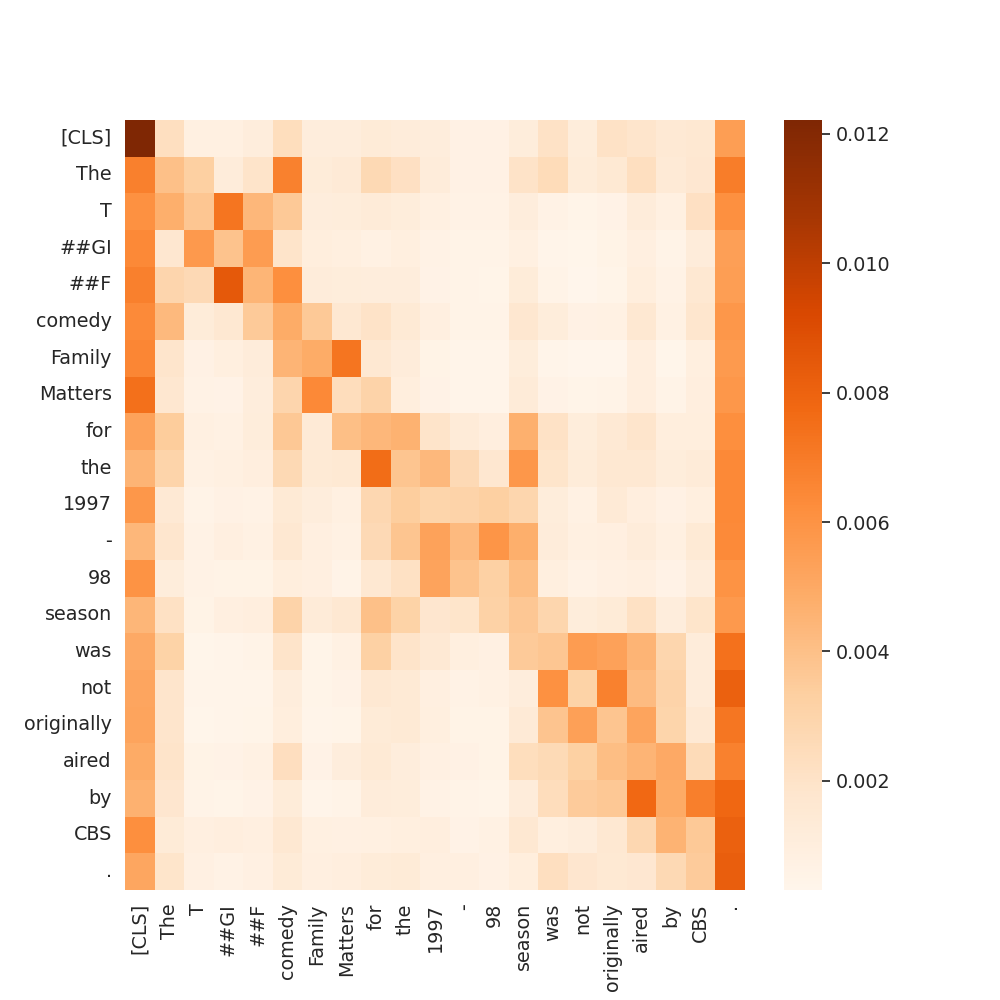 [CLS]
The
T
##GI
##F
comedy
Family
Matters
for
the
1997
-
98
season
was
not
originally
aired
by
CBS
.
[CLS]
The
T
##GI
##F
comedy
Family
Matters
for
the
1997
-
98
season
was
not
originally
aired
by
CBS
.
0.012
0.010
0.008
0.006
0.004
0.002